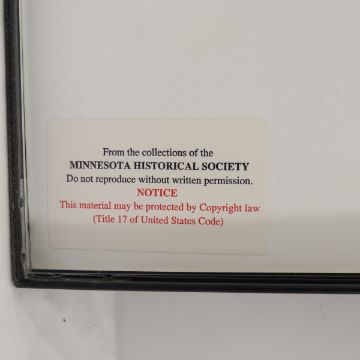 From the collections of the
MINNESOTA HISTORICAL SOCIETY
Do not reproduce without written permission.
NOTICE
This material may be protected by Copyright law
(Title 17 of United States Code)